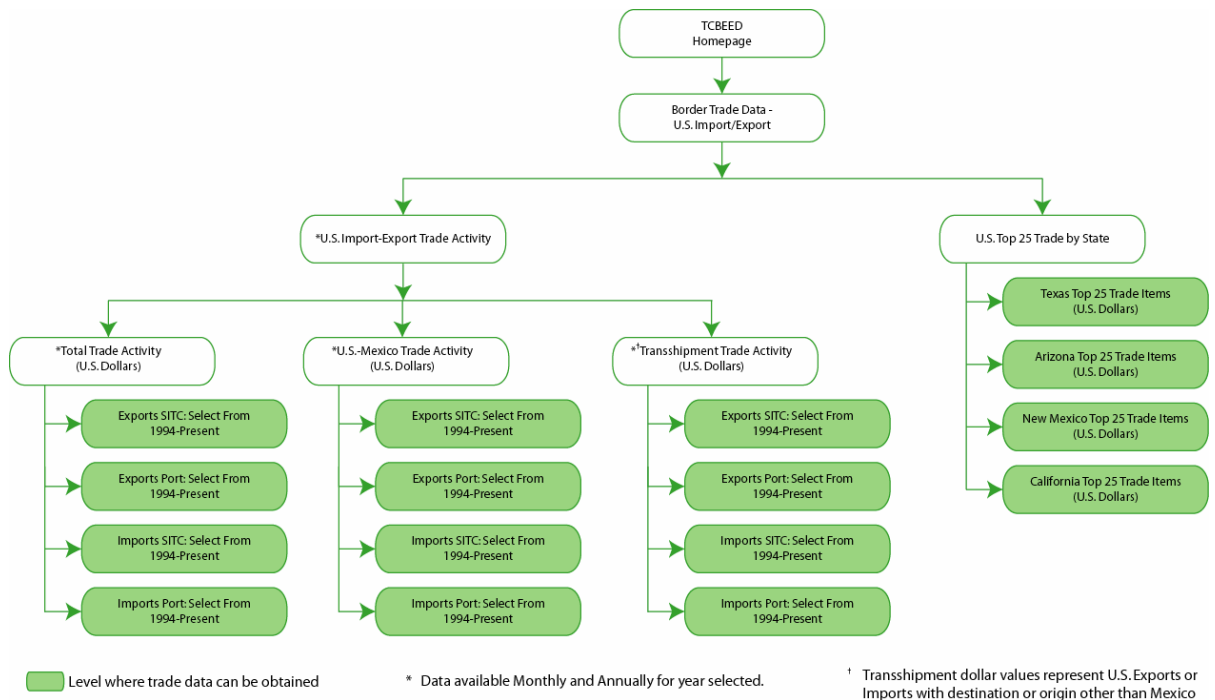 TCBEED
Homepage
Border Trade Data -
U.S. Import/Export
*U.S. Import-Export Trade Activity
U.S. Top 25 Trade by State
*Total Trade Activity
(U.S. Dollars)
Exports SITC: Select From
1994-Present
Exports Port: Select From
1994-Present
Imports SITC: Select From
1994-Present
Imports Port: Select From
1994-Present
*U.S.-Mexico Trade Activity
(U.S. Dollars)
Exports SITC: Select From
1994-Present
Exports Port: Select From
1994-Present
Imports SITC: Select From
1994-Present
Imports Port: Select From
1994-Present
*†Transshipment Trade Activity
(U.S. Dollars)
Exports SITC: Select From
1994-Present
Exports Port: Select From
1994-Present
Imports SITC: Select From
1994-Present
Imports Port: Select From
1994-Present
Texas Top 25 Trade Items
(U.S. Dollars)
Arizona Top 25 Trade Items
(U.S. Dollars)
New Mexico Top 25 Trade Items
(U.S. Dollars)
California Top 25 Trade Items
(U.S. Dollars)
Level where trade data can be obtained
* Data available Monthly and Annually for year selected.
† Transshipment dollar values represent U.S. Exports or
Imports with destination or origin other than Mexico